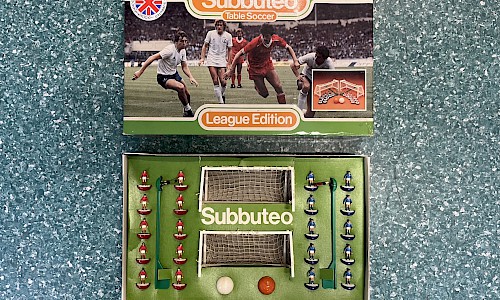 Subbuteo
Table Soccer
League Edition
Subbuteo